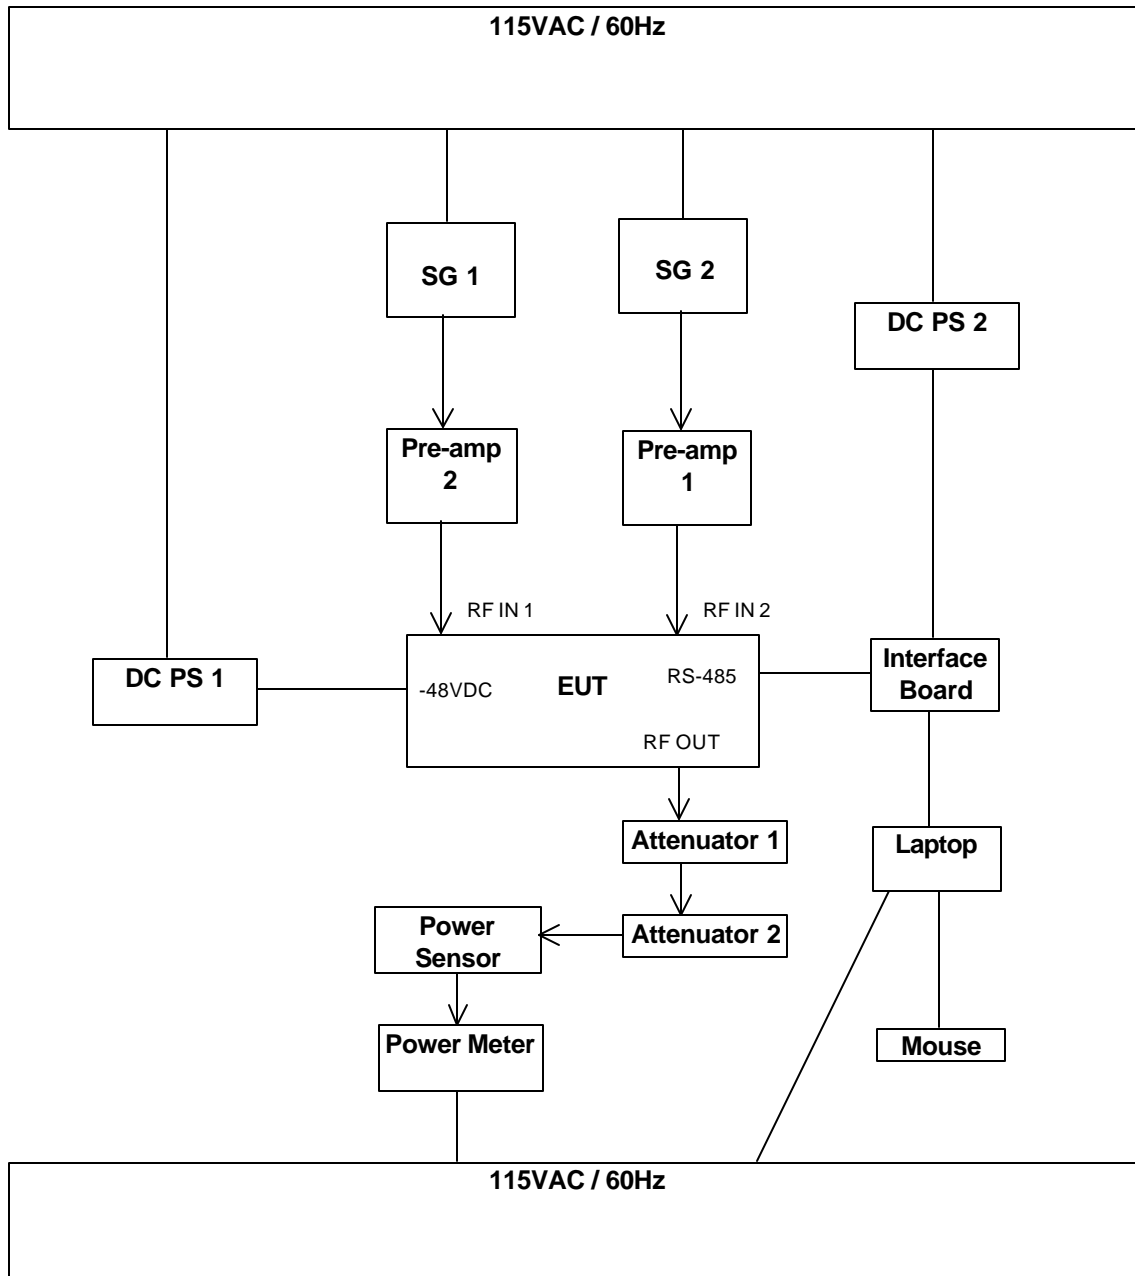 115VAC / 60Hz
SG 1
SG 2
DC PS 2
Pre-amp
2
Pre-amp
1
RF IN 1
RF IN 2
DC PS 1
-48VDC
EUT
RS-485
RF OUT
Interface
Board
Attenuator 1
Laptop
Power
Sensor
Attenuator 2
Power Meter
Mouse
115VAC / 60Hz